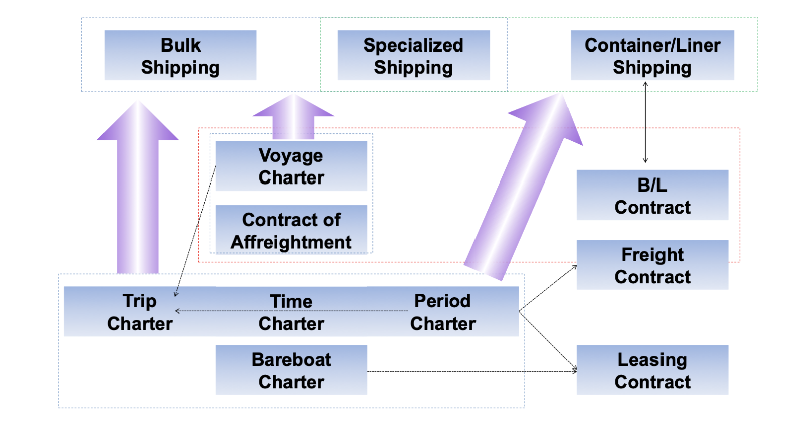 Bulk
Shipping
Specialized
Shipping
Container/Liner
Shipping
Voyage
Charter
B/L
Contract
Contract of
Affreightment
Freight
Contract
Trip
Charter
Time
Charter
Period
Charter
Bareboat
Charter
Leasing
Contract